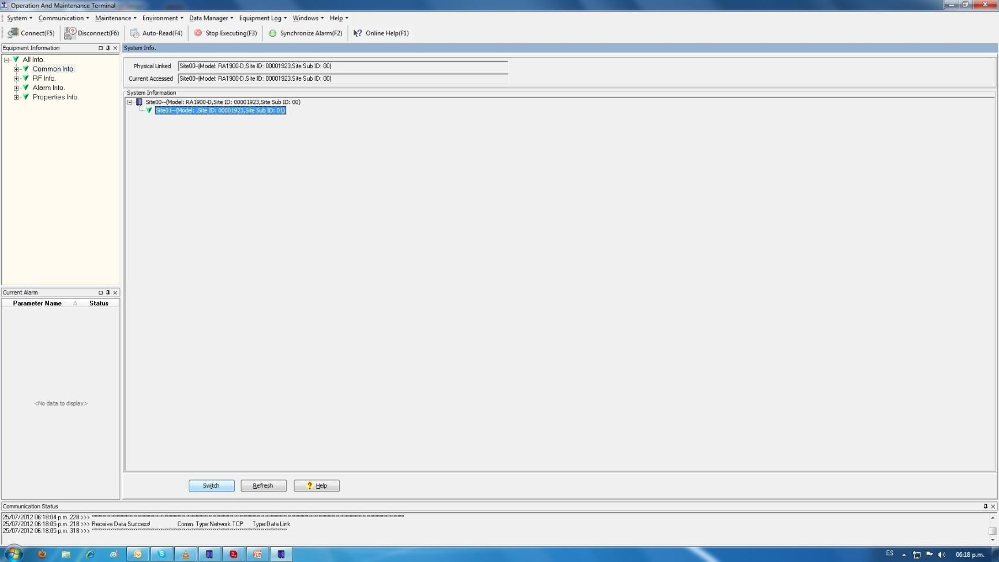 Operation And Maintenance Terminal
System Communication Maintenance Environment Data Manager Equipment Log Windows Help
Connect(F5) Disconnect(F6) Auto-Read(F4) Stop Executing(F3) Synchronize Alarm(F2) Online Help(F1)
Equipment Information
System Info.
All Info.
Common Info.
RF Info.
Alarm Info.
Properties Info.
Physical Linked Site00--(Model: RA1900-D,Site ID: 00001923,Site Sub ID: 00)
Current Accessed Site00--(Model: RA1900-D,Site ID: 00001923,Site Sub ID: 00)
System Information
Site00--(Model: RA1900-D,Site ID: 00001923,Site Sub ID: 00)
Site01--(Model: ,Site ID: 00001923,Site Sub ID: 01)
Current Alarm
Parameter Name Status
<No data to display>
Switch Refresh ? Help
Communication Status
25/07/2012 06:18:04 p.m. 228 >>>
25/07/2012 06:18:05 p.m. 218 >>> Receive Data Success! Comm. Type:Network TCP Type:Data Link
25/07/2012 06:18:05 p.m. 318 >>>
ES 06:18 p.m.